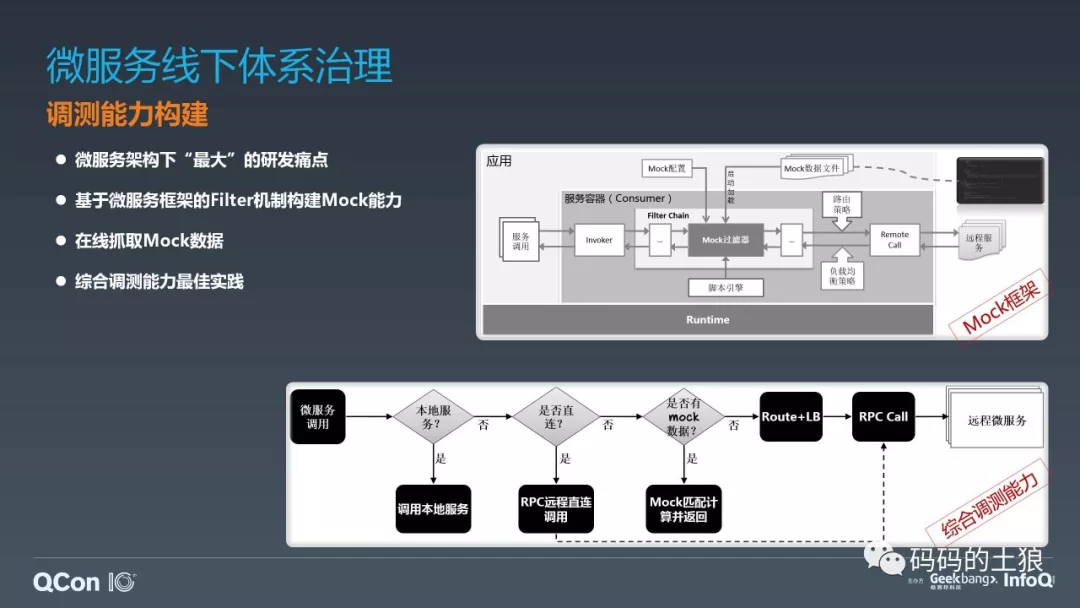 微服务线下体系治理
调测能力构建
● 微服务架构下“最大”的研发痛点
● 基于微服务框架的Filter机制构建Mock能力
● 在线抓取Mock数据
● 综合调测能力最佳实践
应用
Mock配置
启动加载
Mock数据文件
服务容器（Consumer）
Filter Chain
路由
策略
服务
调用
Invoker
...
Mock过滤器
...
Remote
Call
远程服
务
脚本引擎
负载均
衡策略
Runtime
Mock框架
微服务
调用
本地服
务？
否
是否直
连？
否
是否有
mock
数据？
否
Route+LB
RPC Call
远程微服务
是
是
是
调用本地服务
RPC远程直连
调用
Mock匹配计
算并返回
综合调测能力
码码的土狼
QCon 10+
主办方 Geekbang>. InfoQ
极客邦科技